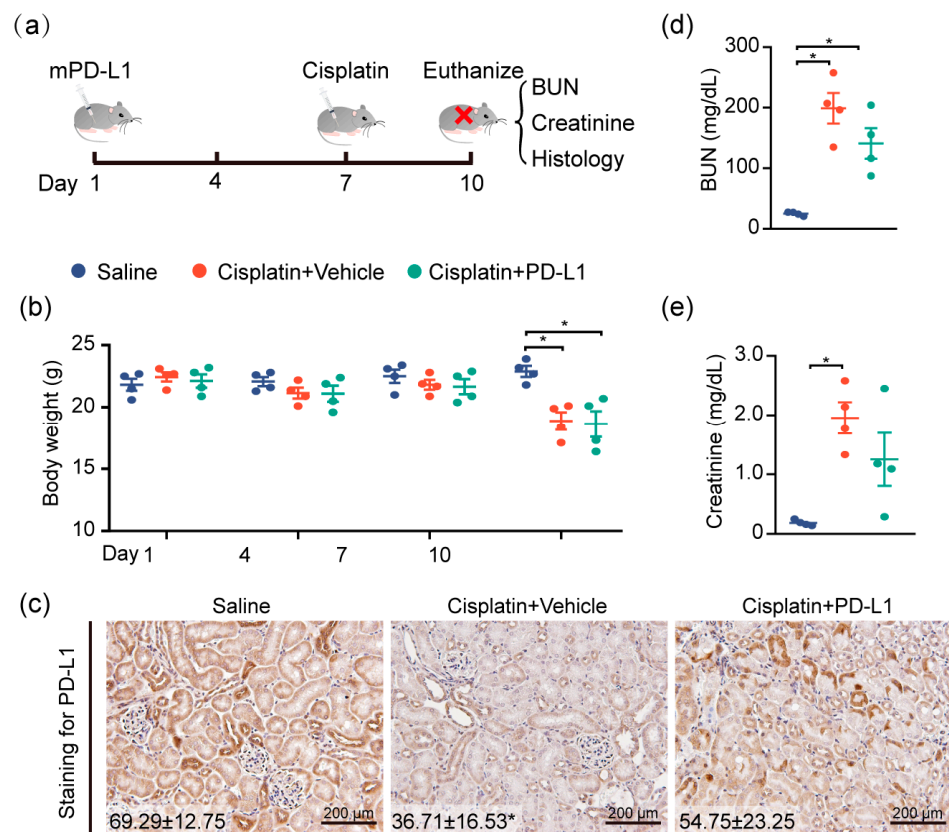 (a)
mPD-L1
Cisplatin
Euthanize
BUN
Creatinine
Histology
Day
1
4
7
10
(d)
*
*
BUN (mg/dL)
300
200
100
0
Saline
Cisplatin+Vehicle
Cisplatin+PD-L1
(b)
Body weight (g)
25
20
15
10
*
*
Day 1
4
7
10
(e)
Creatinine (mg/dL)
3.0
2.0
1.0
0
*
(c)
Saline
Cisplatin+Vehicle
Cisplatin+PD-L1
Staining for PD-L1
69.29±12.75
200 µm
36.71±16.53*
200 µm
54.75±23.25
200 µm